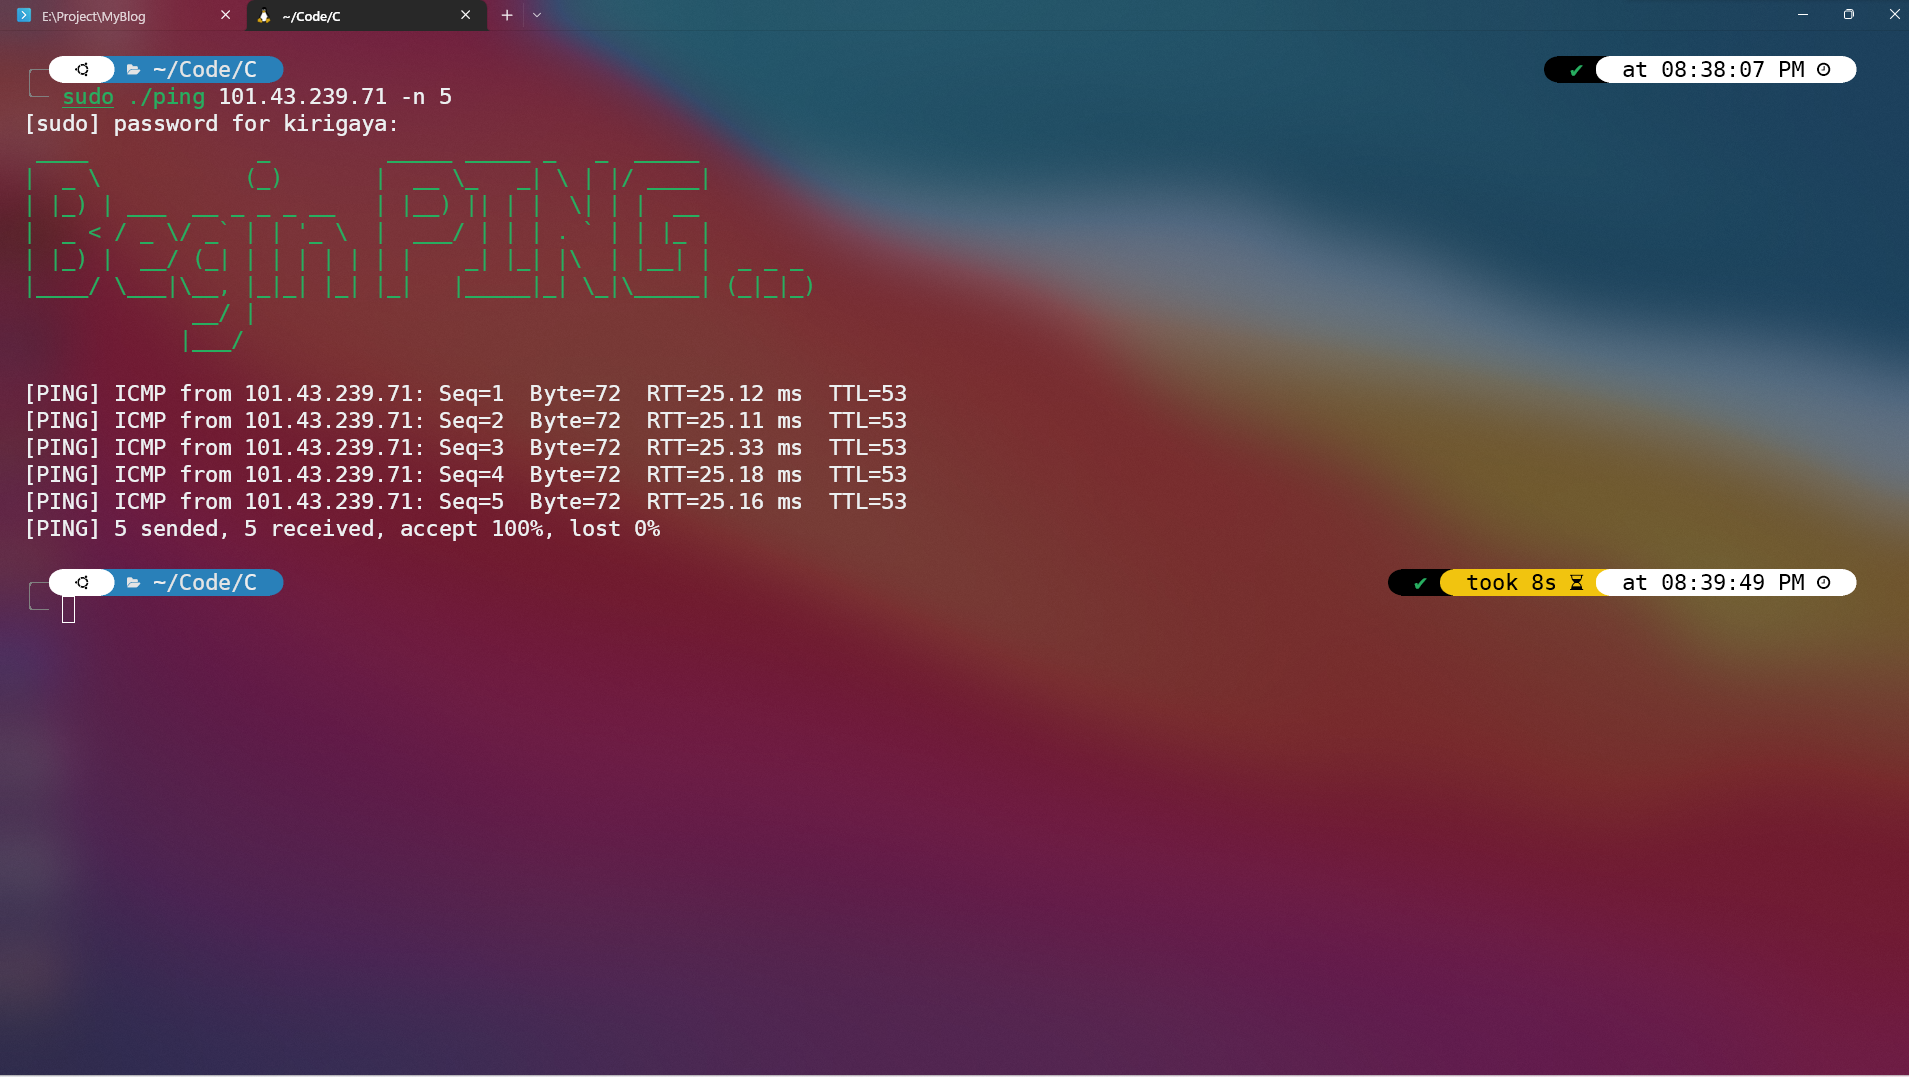 E:\Project\MyBlog
~/Code/C
~/Code/C
✔ at 08:38:07 PM
sudo ./ping 101.43.239.71 -n 5
[sudo] password for kirigaya:
Begin PING...
[PING] ICMP from 101.43.239.71: Seq=1  Byte=72  RTT=25.12 ms  TTL=53
[PING] ICMP from 101.43.239.71: Seq=2  Byte=72  RTT=25.11 ms  TTL=53
[PING] ICMP from 101.43.239.71: Seq=3  Byte=72  RTT=25.33 ms  TTL=53
[PING] ICMP from 101.43.239.71: Seq=4  Byte=72  RTT=25.18 ms  TTL=53
[PING] ICMP from 101.43.239.71: Seq=5  Byte=72  RTT=25.16 ms  TTL=53
[PING] 5 sended, 5 received, accept 100%, lost 0%
~/Code/C
✔ took 8s at 08:39:49 PM